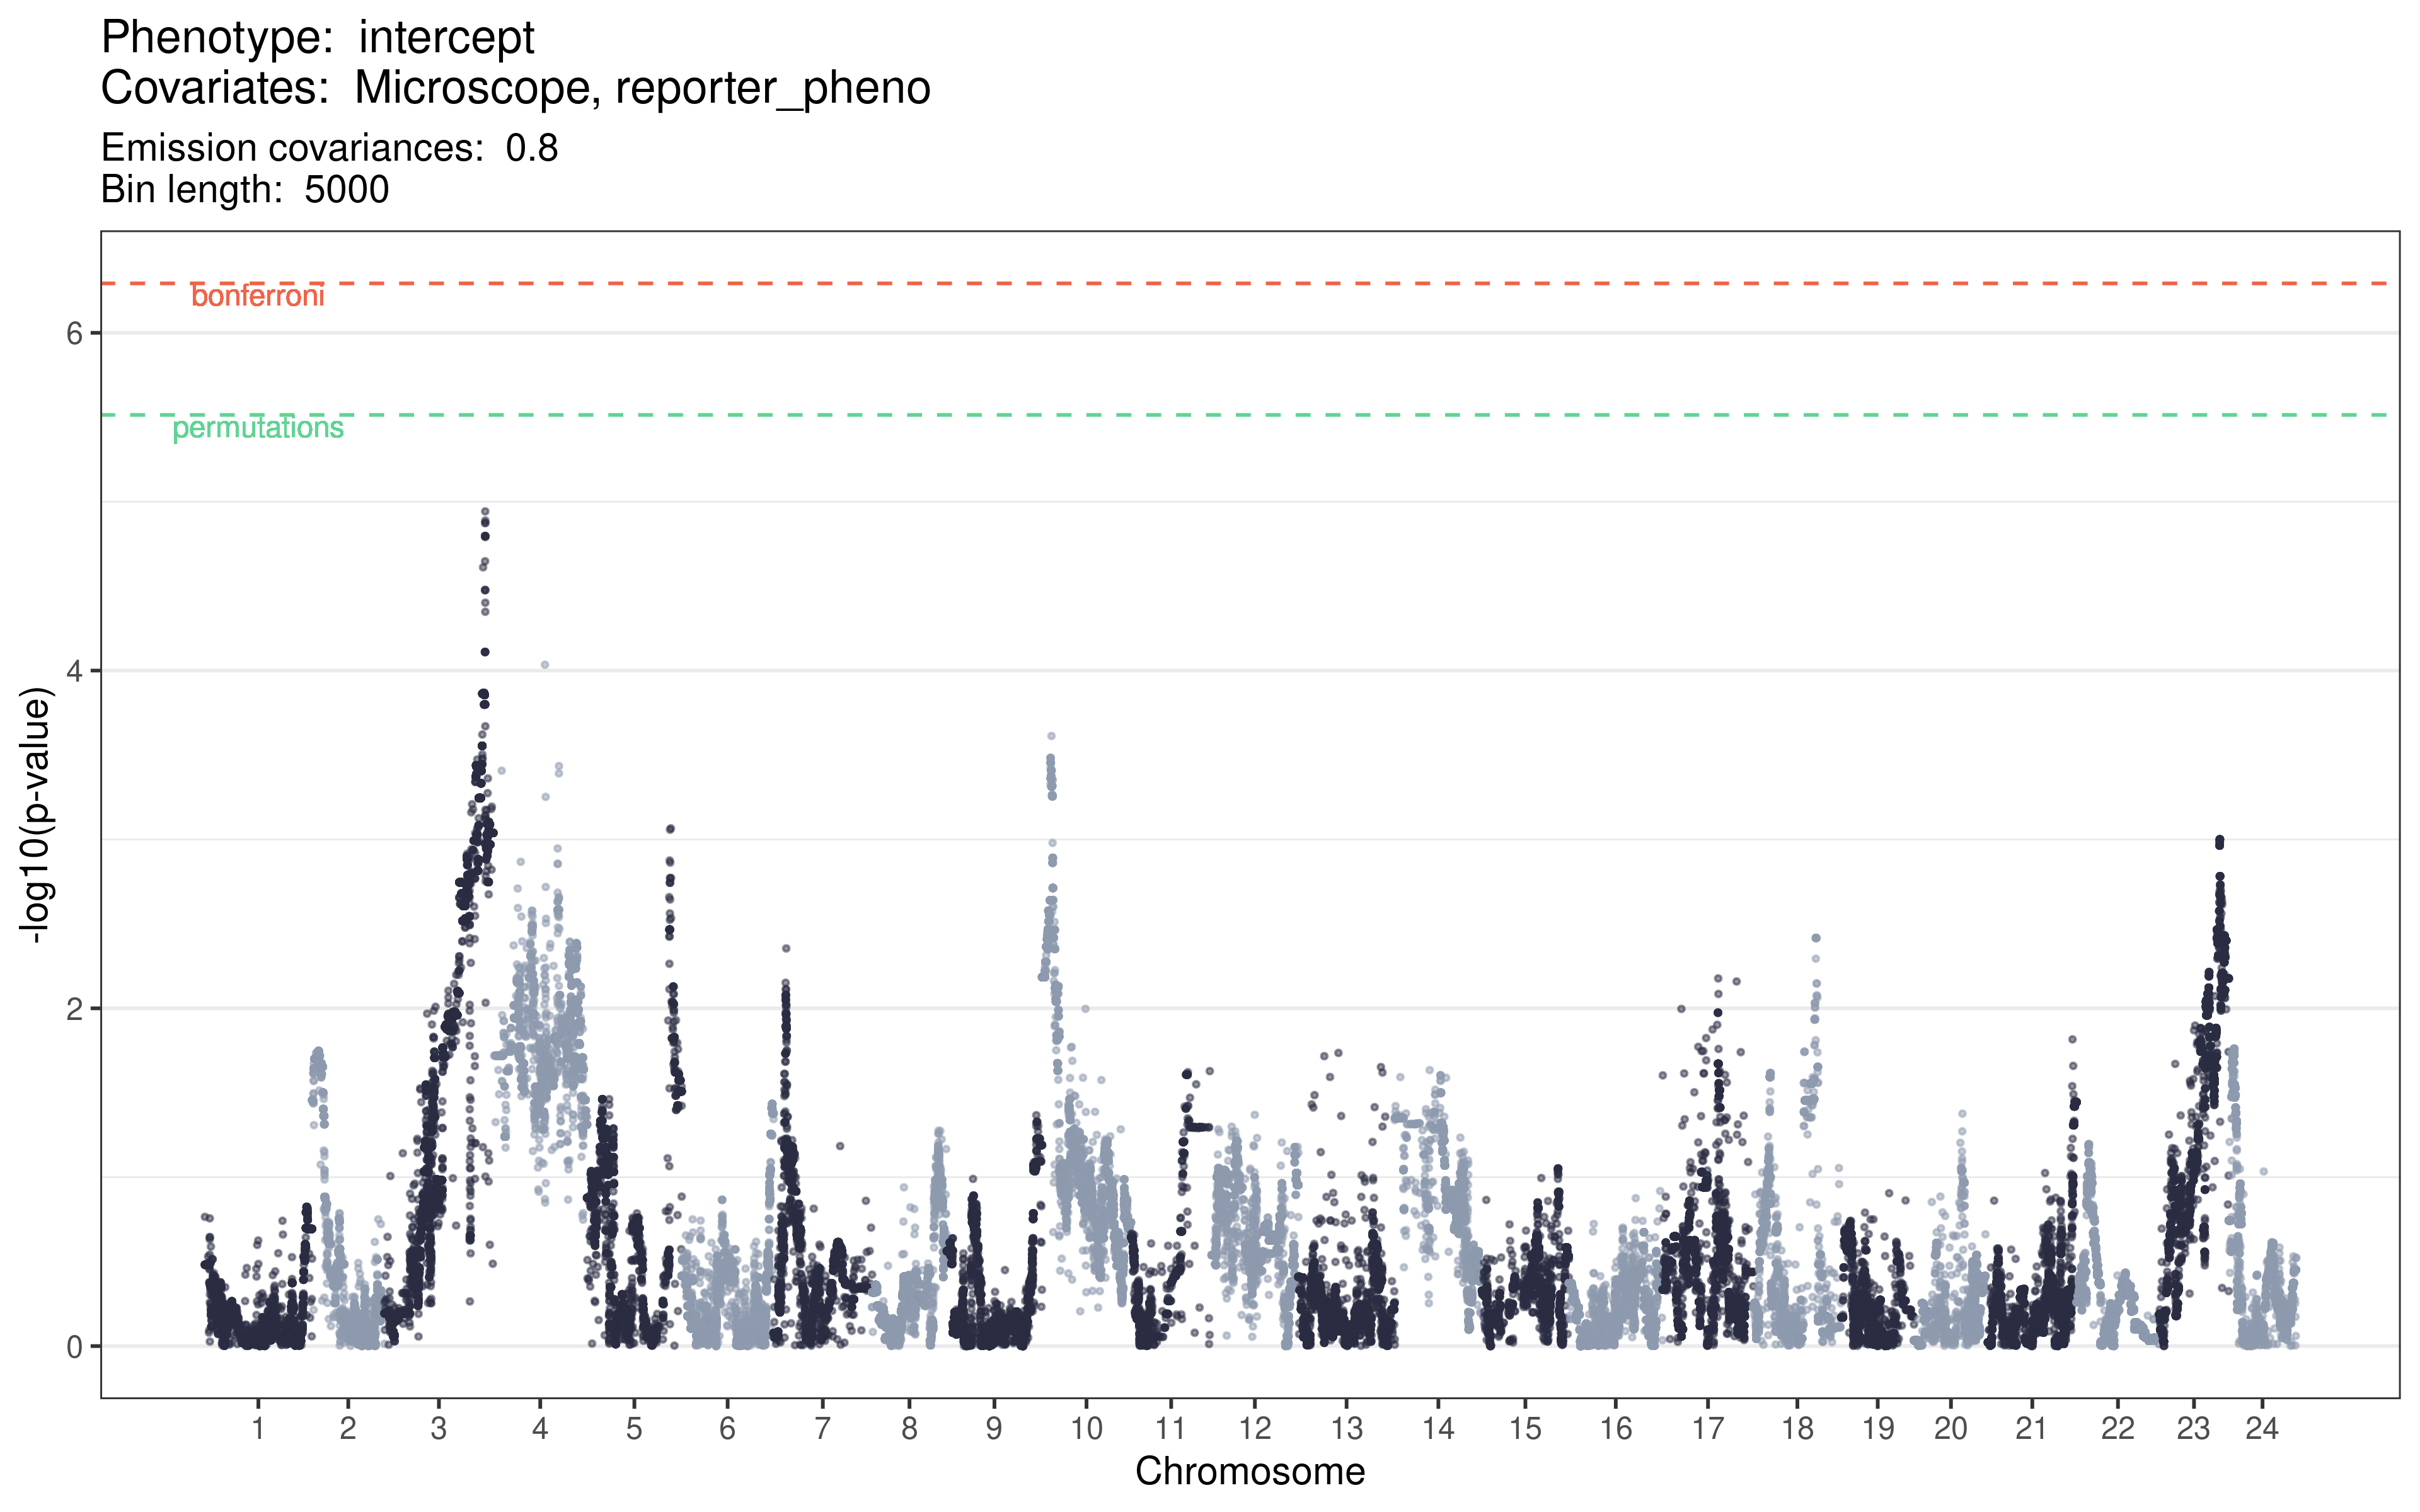 Phenotype: intercept
Covariates: Microscope, reporter_pheno
Emission covariances: 0.8
Bin length: 5000
bonferroni
6
permutations
4
-log10(p-value)
2
0
1 2 3 4 5 6 7 8 9 10 11 12 13 14 15 16 17 18 19 20 21 22 23 24
Chromosome